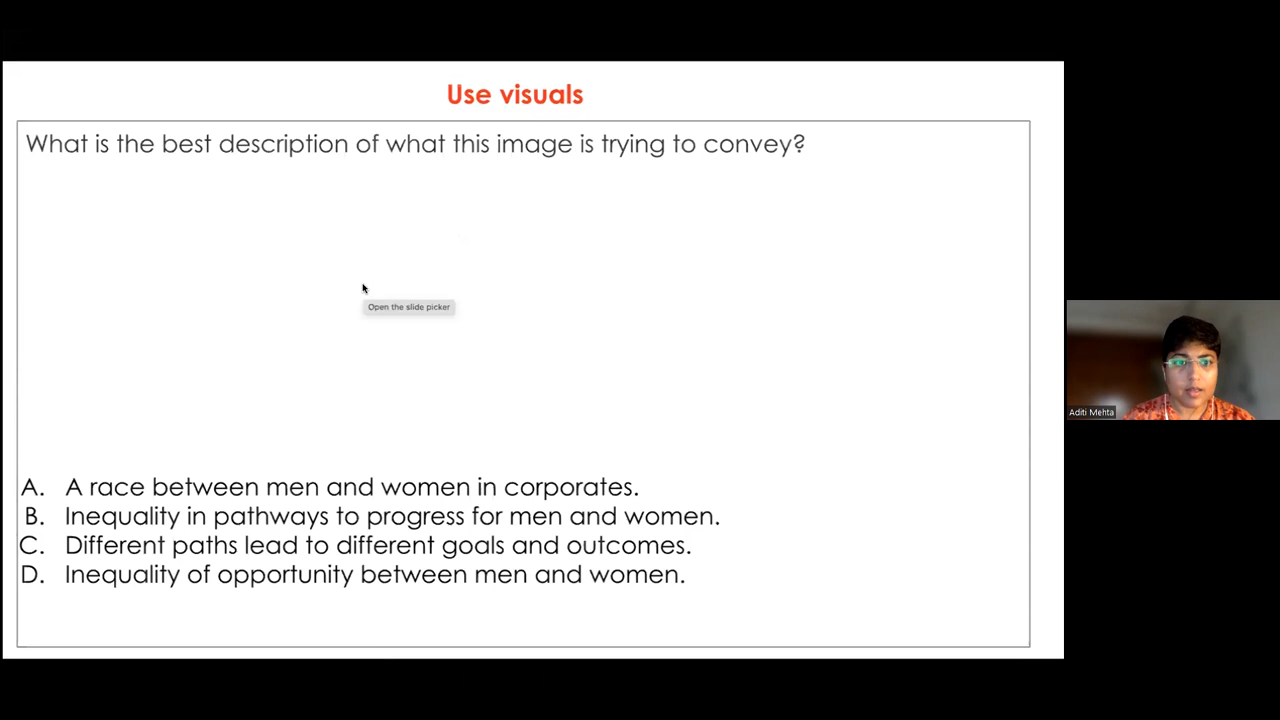 Use visuals
What is the best description of what this image is trying to convey?
Open the slide picker
A. A race between men and women in corporates.
B. Inequality in pathways to progress for men and women.
C. Different paths lead to different goals and outcomes.
D. Inequality of opportunity between men and women.
Aditi Mehta